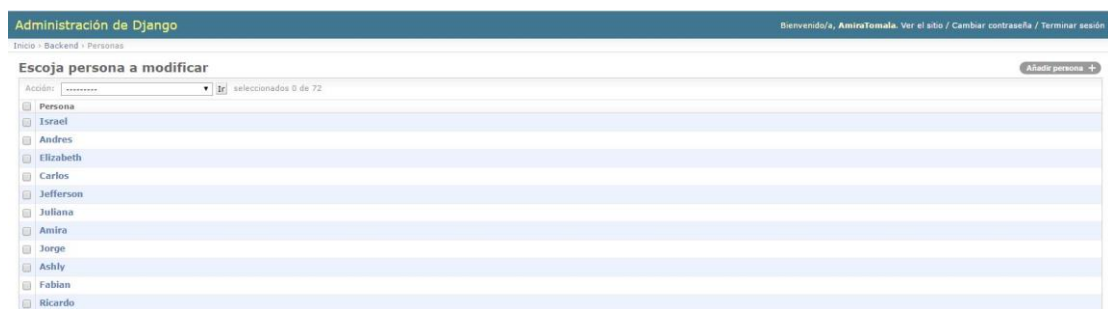 Administración de Django
Bienvenido/a, AmiraTomala. Ver el sitio / Cambiar contraseña / Terminar sesión
Inicio › Backend › Personas
Escoja persona a modificar
Añadir persona +
Acción: --------- Ir seleccionados 0 de 72
Persona
Israel
Andres
Elizabeth
Carlos
Jefferson
Juliana
Amira
Jorge
Ashly
Fabian
Ricardo